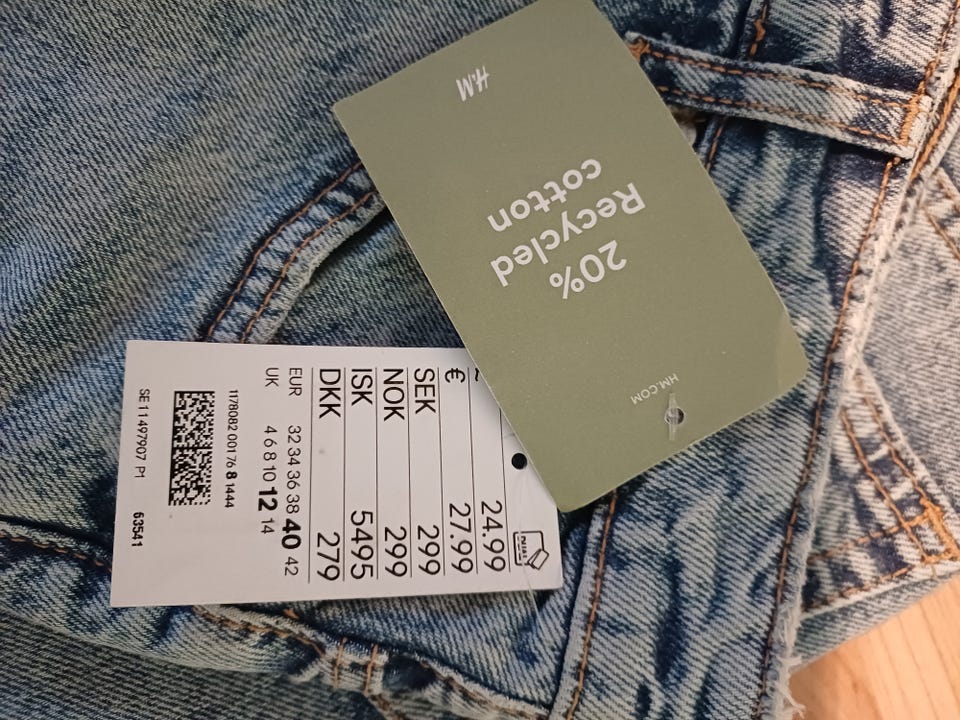 H&M
20%
Recycled
cotton
HM.COM
24.99
€ 27.99
SEK 299
NOK 299
ISK 5495
DKK 279
EUR 32 34 36 38 40 42
UK 4 6 8 10 12 14
1178082 001 76 8 1444
SE 11497907 P1 63541